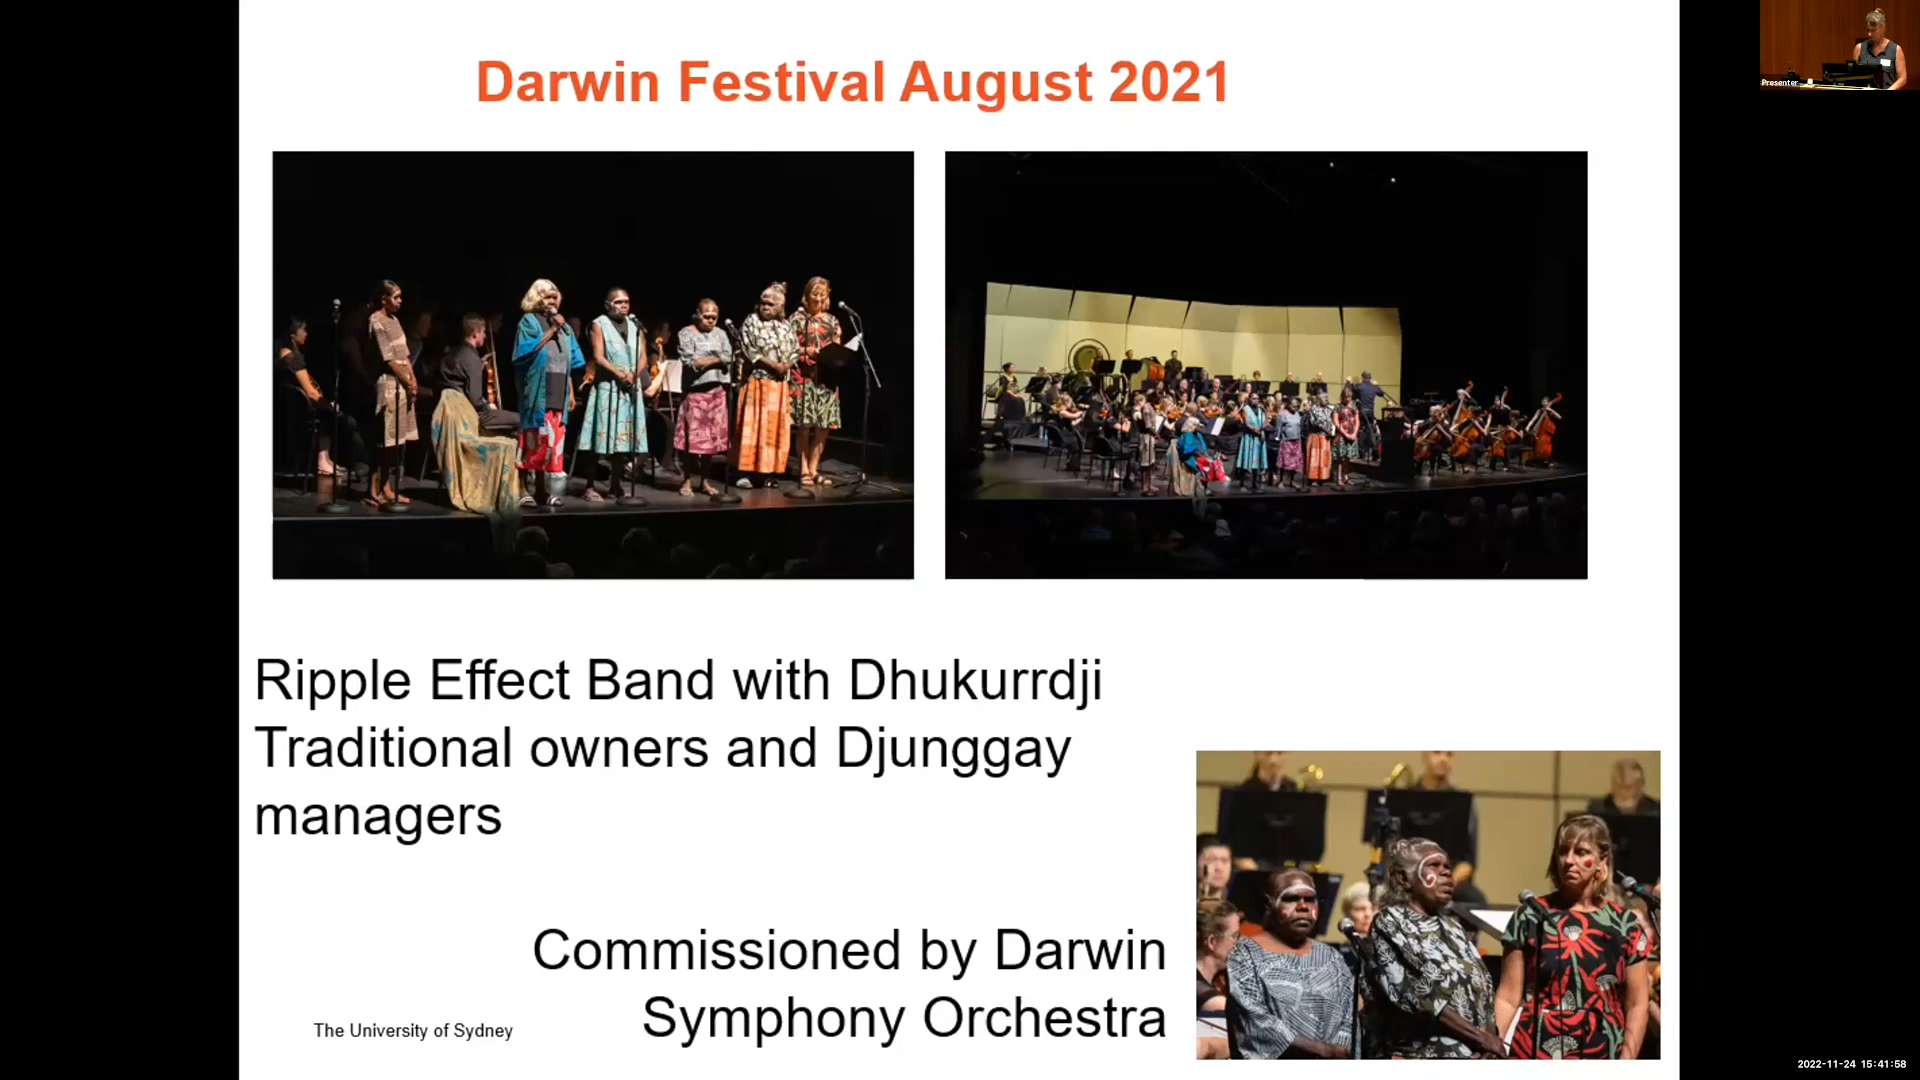 Darwin Festival August 2021
Presenter
Ripple Effect Band with Dhukurrdji
Traditional owners and Djunggay
managers
Commissioned by Darwin
Symphony Orchestra
The University of Sydney
2022-11-24 15:41:58